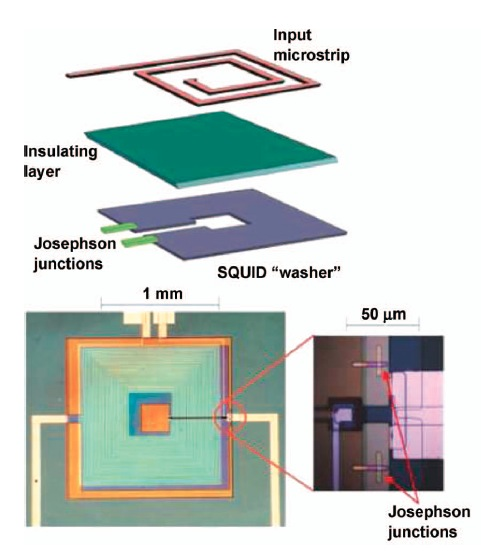 Input
microstrip
Insulating
layer
Josephson
junctions
SQUID “washer”
1 mm
50 μm
Josephson
junctions